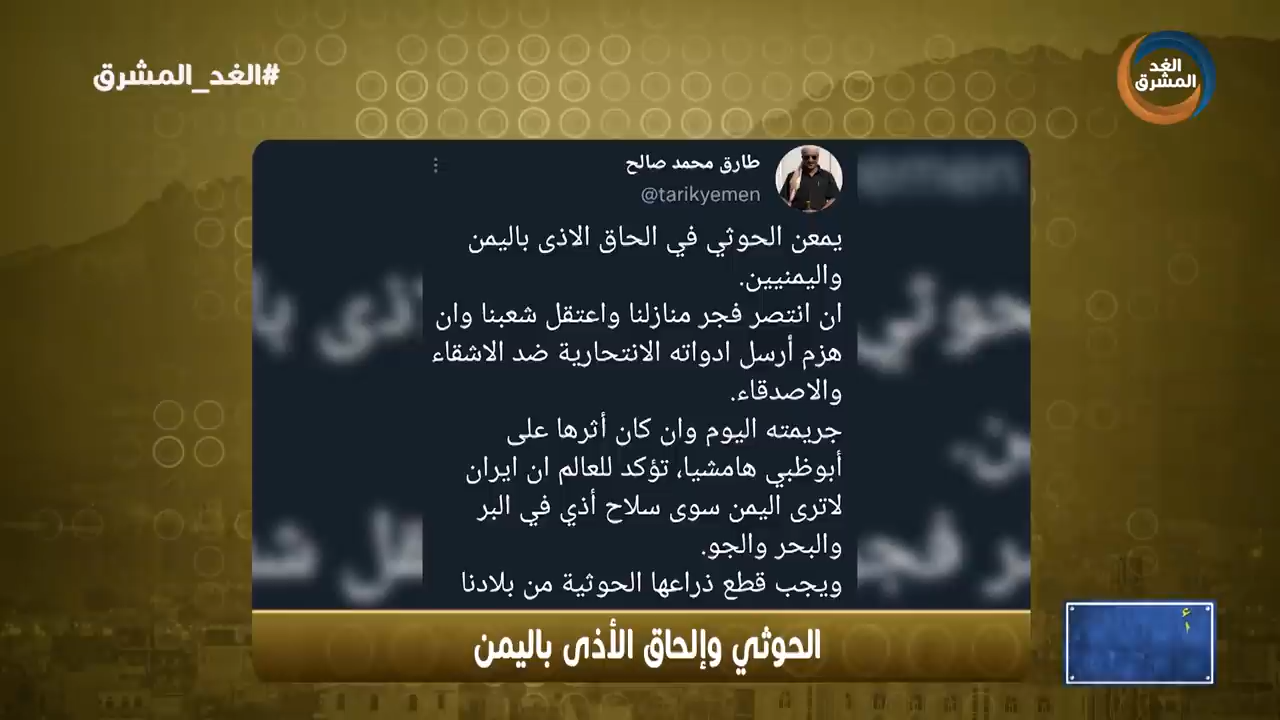 #الغد_المشرق
الغد
المشرق
طارق محمد صالح
@tarikyemen
يمعن الحوثي في الحاق الاذى باليمن
واليمنيين.
ان انتصر فجر منازلنا واعتقل شعبنا وان
هزم أرسل ادواته الانتحارية ضد الاشقاء
والاصدقاء.
جريمته اليوم وان كان أثرها على
أبوظبي هامشيا، تؤكد للعالم ان ايران
لاترى اليمن سوى سلاح أذي في البر
والبحر والجو.
ويجب قطع ذراعها الحوثية من بلادنا
الحوثي وإلحاق الأذى باليمن